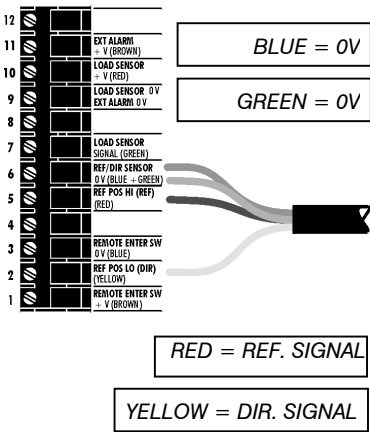 12
11
EXT ALARM
+ V (BROWN)
10
LOAD SENSOR
+ V (RED)
9
LOAD SENSOR 0 V
EXT ALARM 0 V
8
7
LOAD SENSOR
SIGNAL (GREEN)
6
REF/DIR SENSOR
0 V (BLUE + GREEN)
5
REF POS HI (REF)
(RED)
4
3
REMOTE ENTER SW
0 V (BLUE)
2
REF POS LO (DIR)
(YELLOW)
1
REMOTE ENTER SW
+ V (BROWN)
BLUE = 0V
GREEN = 0V
RED = REF. SIGNAL
YELLOW = DIR. SIGNAL